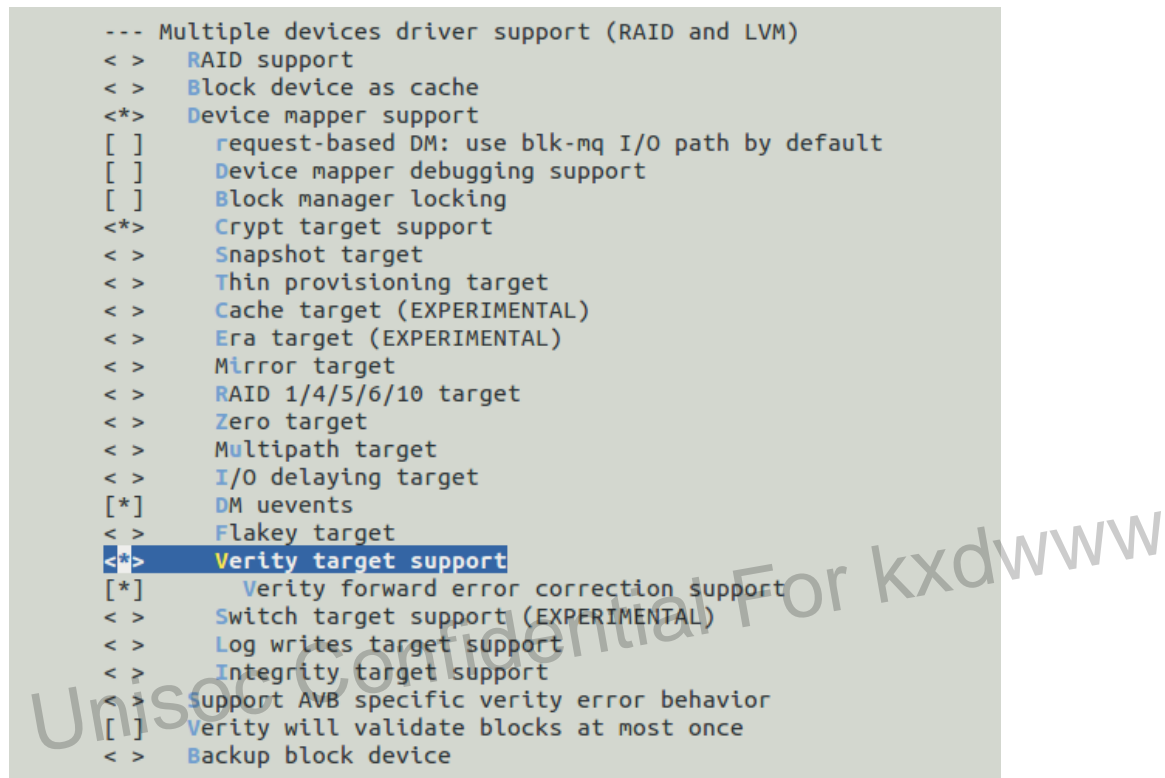 --- Multiple devices driver support (RAID and LVM)
< > RAID support
< > Block device as cache
<*> Device mapper support
[ ] request-based DM: use blk-mq I/O path by default
[ ] Device mapper debugging support
[ ] Block manager locking
<*> Crypt target support
< > Snapshot target
< > Thin provisioning target
< > Cache target (EXPERIMENTAL)
< > Era target (EXPERIMENTAL)
< > Mirror target
< > RAID 1/4/5/6/10 target
< > Zero target
< > Multipath target
< > I/O delaying target
[*] DM uevents
< > Flakey target
<*> Verity target support
[*] Verity forward error correction support
< > Switch target support (EXPERIMENTAL)
< > Log writes target support
< > Integrity target support
< > Support AVB specific verity error behavior
[ ] Verity will validate blocks at most once
< > Backup block device
Unisoc Confidential For kxdwww